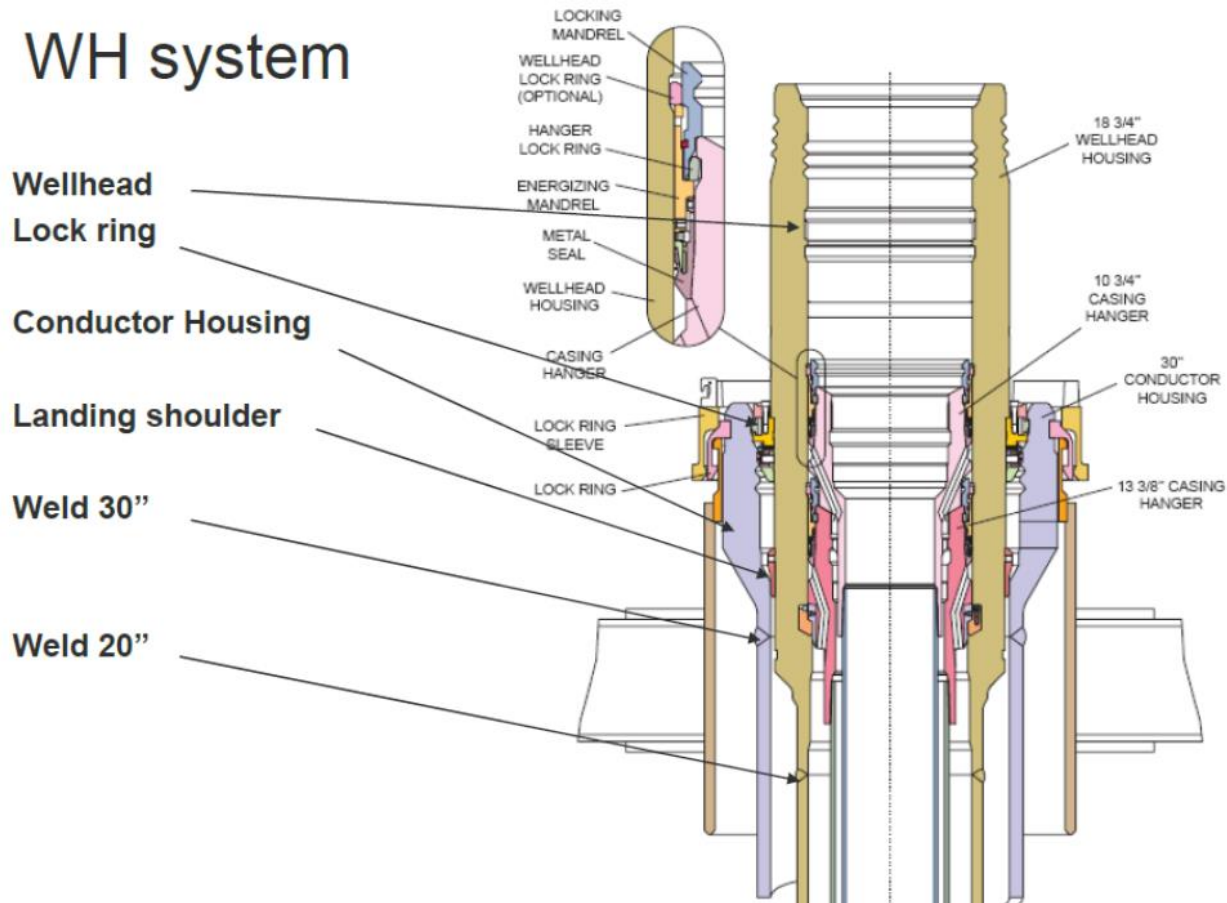 WH system
Wellhead
Lock ring
Conductor Housing
Landing shoulder
Weld 30”
Weld 20”
LOCKING
MANDREL
WELLHEAD
LOCK RING
(OPTIONAL)
HANGER
LOCK RING
ENERGIZING
MANDREL
METAL
SEAL
WELLHEAD
HOUSING
CASING
HANGER
LOCK RING
SLEEVE
LOCK RING
18 3/4"
WELLHEAD
HOUSING
10 3/4"
CASING
HANGER
30"
CONDUCTOR
HOUSING
13 3/8" CASING
HANGER